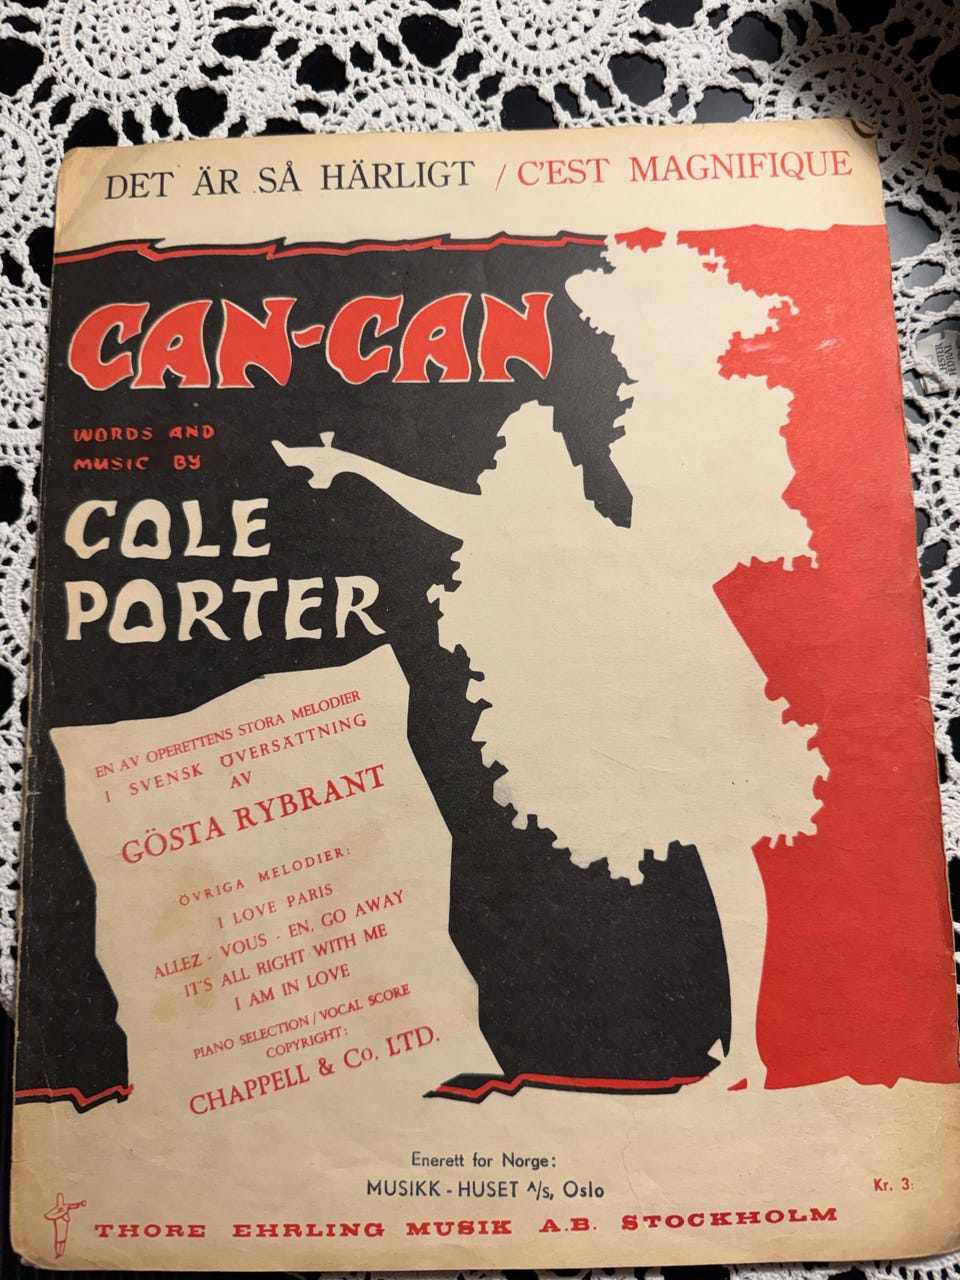 DET ÄR SÅ HÄRLIGT / C'EST MAGNIFIQUE
CAN-CAN
WORDS AND
MUSIC BY
COLE
PORTER
EN AV OPERETTENS STORA MELODIER
I SVENSK ÖVERSÄTTNING
AV
GÖSTA RYBRANT
ÖVRIGA MELODIER:
I LOVE PARIS
ALLEZ - VOUS - EN, GO AWAY
IT'S ALL RIGHT WITH ME
I AM IN LOVE
PIANO SELECTION / VOCAL SCORE
COPYRIGHT:
CHAPPELL & Co, LTD.
Enerett for Norge:
MUSIKK - HUSET A/s, Oslo
Kr. 3:
THORE EHRLING MUSIK A.B. STOCKHOLM